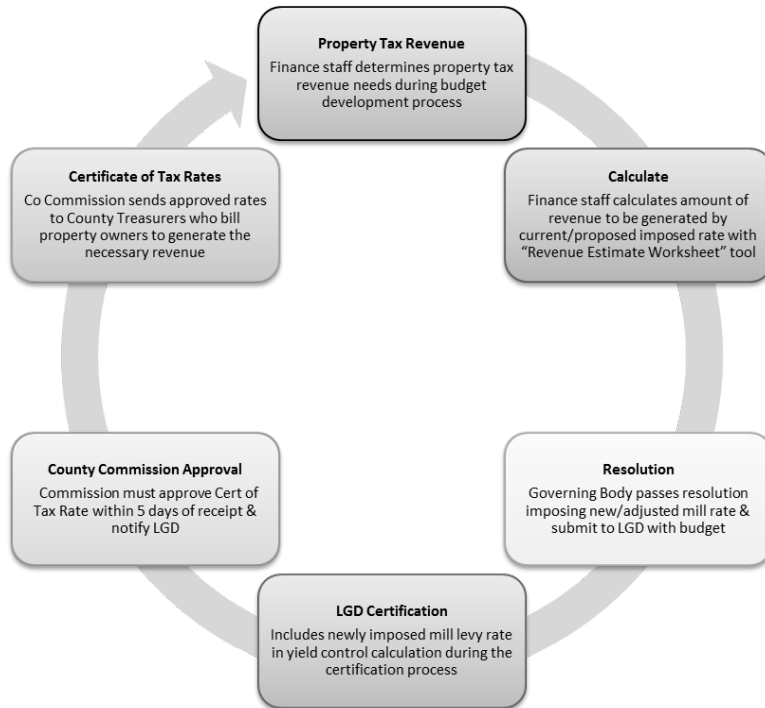 Property Tax Revenue
Finance staff determines property tax
revenue needs during budget
development process
Calculate
Finance staff calculates amount of
revenue to be generated by
current/proposed imposed rate with
“Revenue Estimate Worksheet” tool
Resolution
Governing Body passes resolution
imposing new/adjusted mill rate &
submit to LGD with budget
LGD Certification
Includes newly imposed mill levy rate
in yield control calculation during the
certification process
County Commission Approval
Commission must approve Cert of
Tax Rate within 5 days of receipt &
notify LGD
Certificate of Tax Rates
Co Commission sends approved rates
to County Treasurers who bill
property owners to generate the
necessary revenue